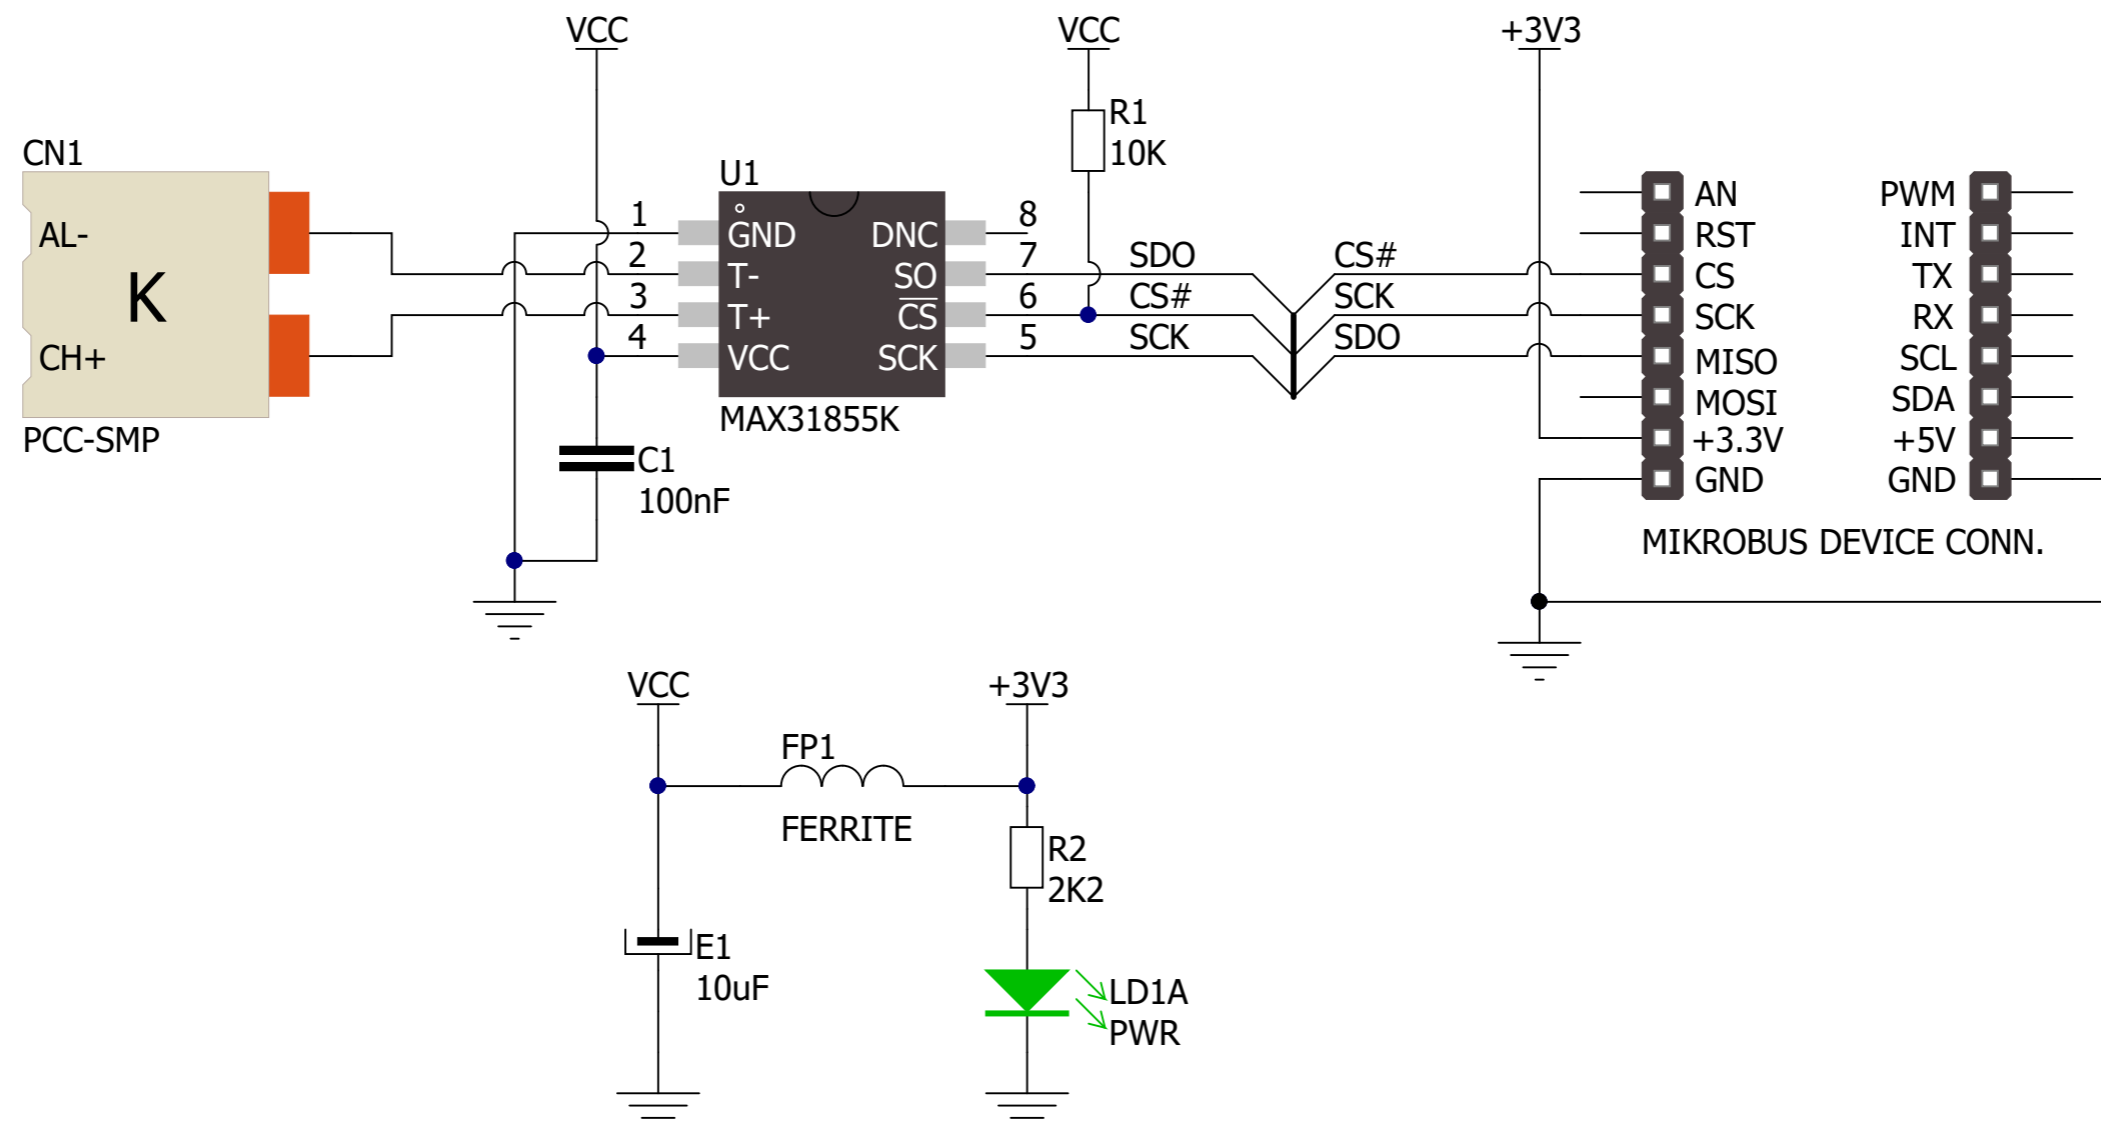 VCC
VCC
+3V3
R1
10K
CN1
AL-
K
CH+
PCC-SMP
U1
1
2
3
4
GND
T-
T+
VCC
DNC
SO
CS
SCK
8
7
6
5
MAX31855K
C1
100nF
SDO
CS#
SCK
CS#
SCK
SDO
AN
RST
CS
SCK
MISO
MOSI
+3.3V
GND
PWM
INT
TX
RX
SCL
SDA
+5V
GND
MIKROBUS DEVICE CONN.
VCC
+3V3
FP1
FERRITE
R2
2K2
E1
10uF
LD1A
PWR